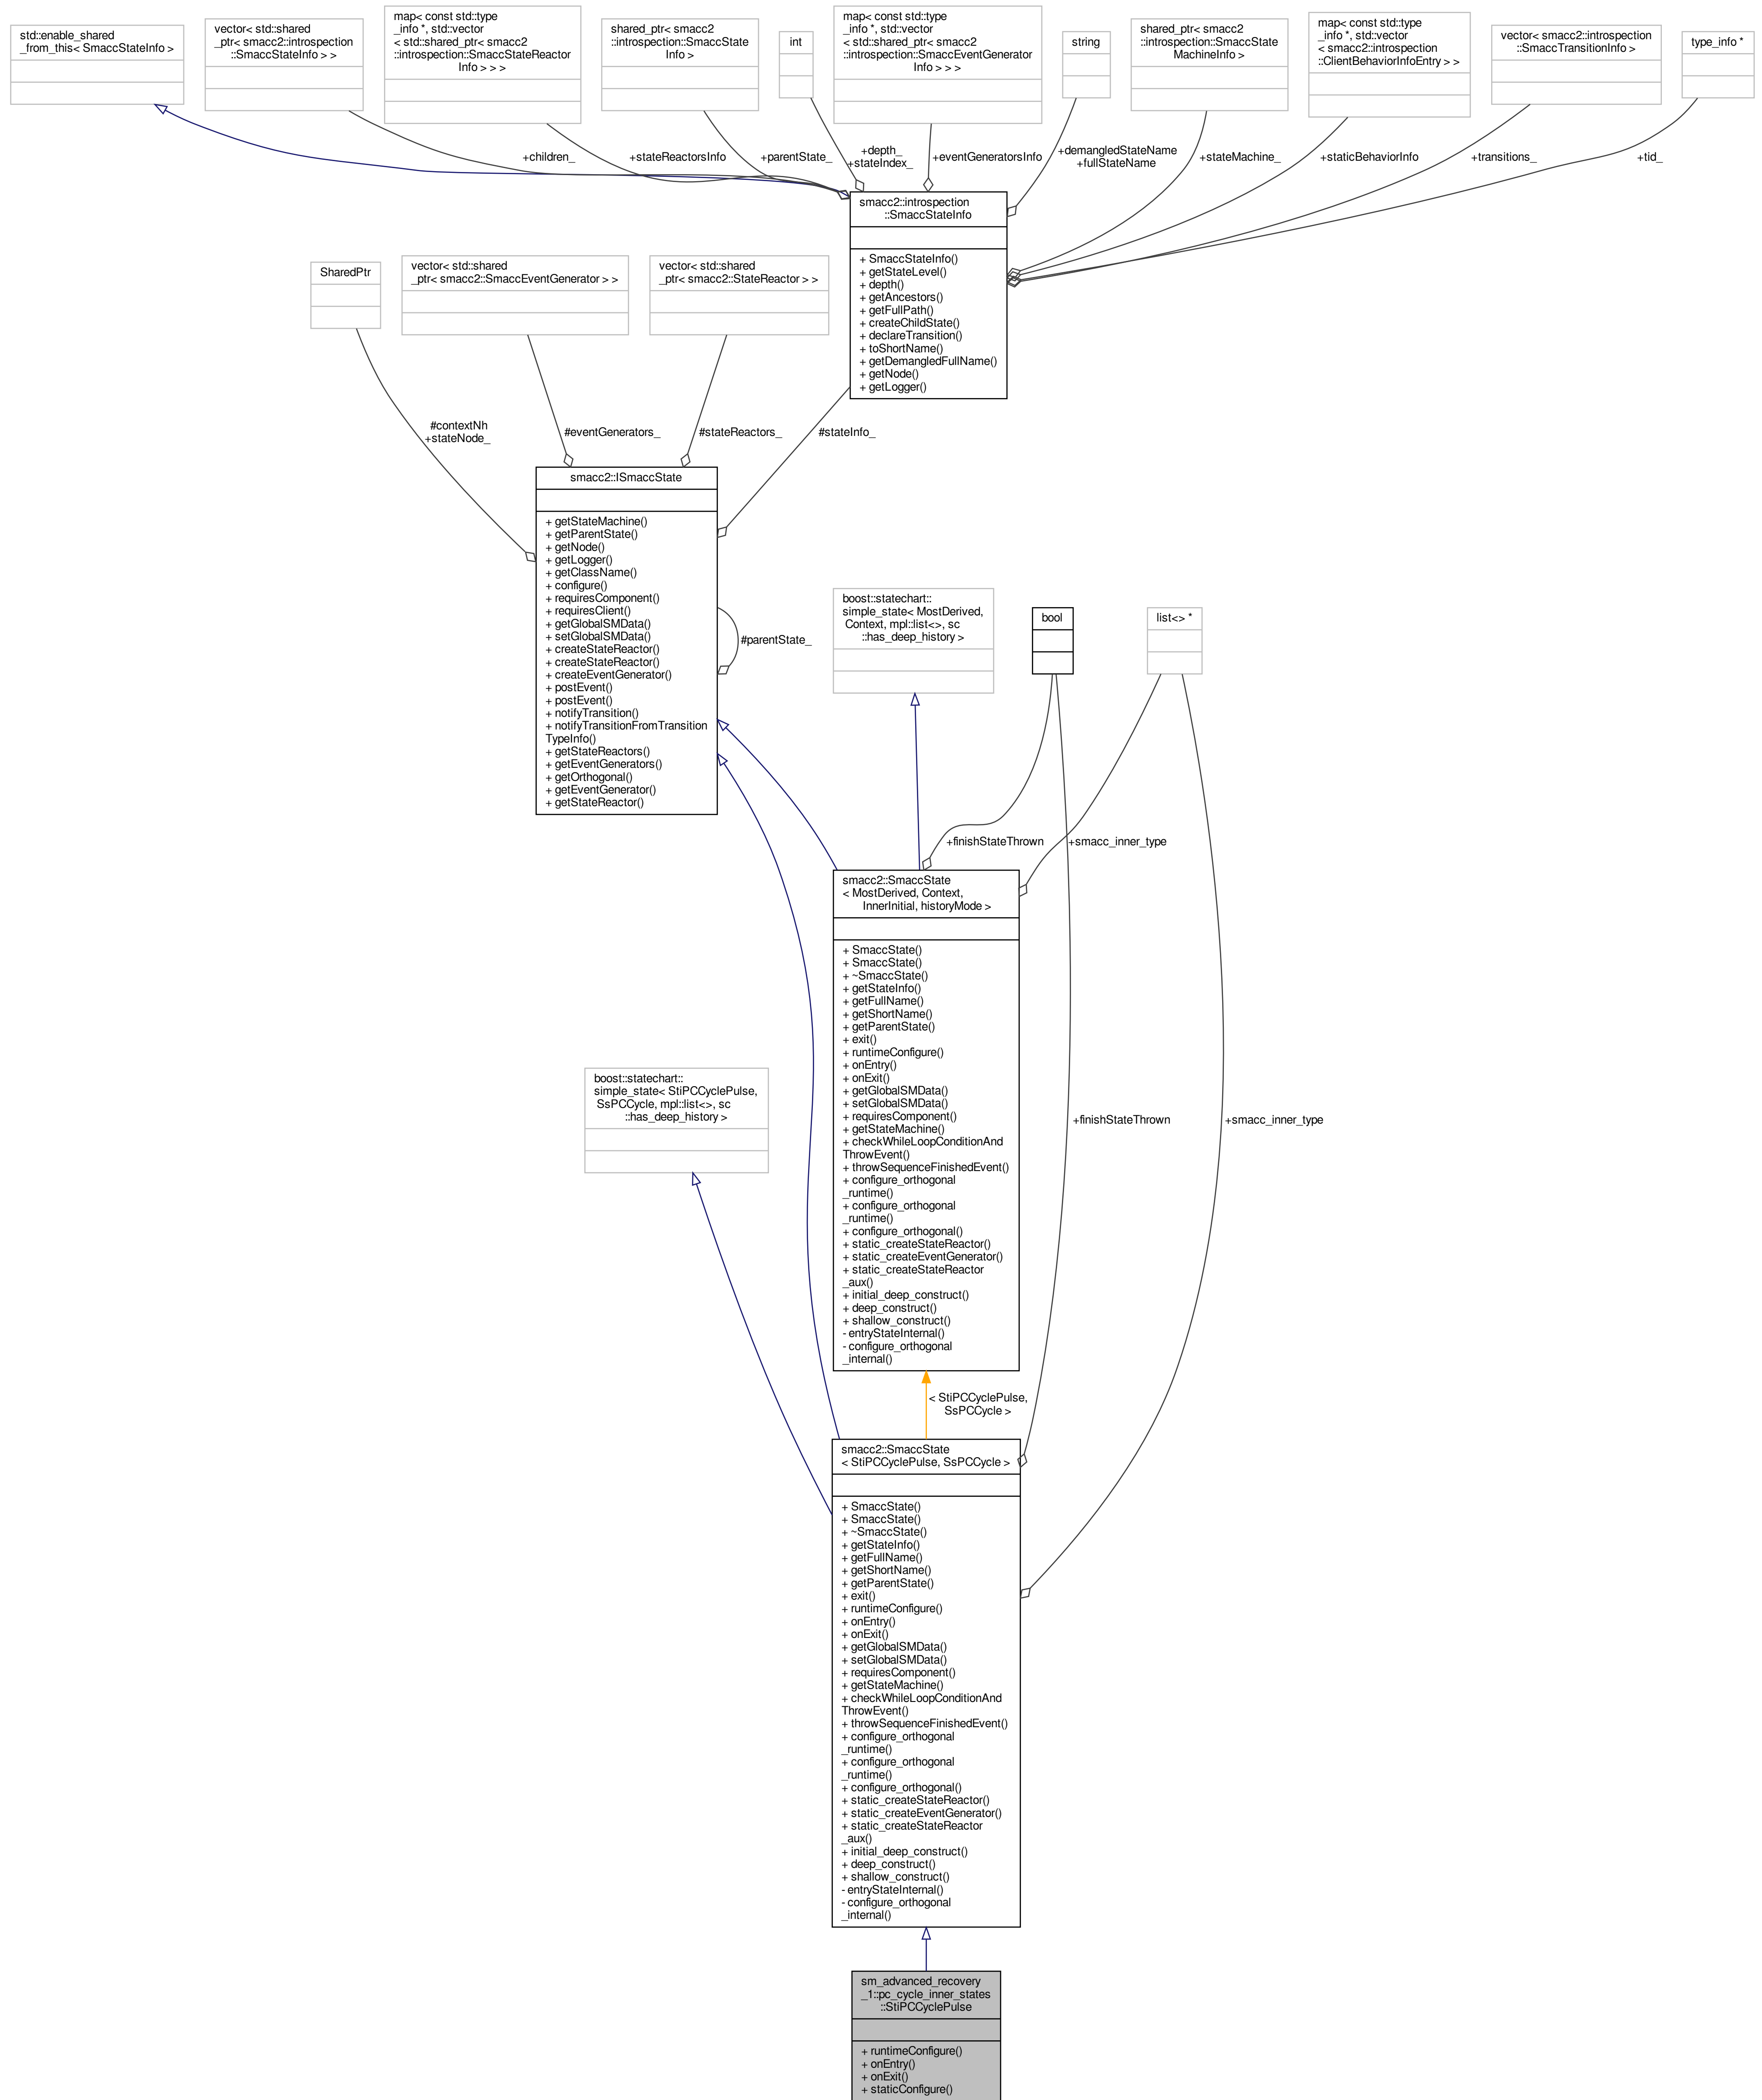 std::enable_shared
_from_this< SmaccStateInfo >
vector< std::shared
_ptr< smacc2::introspection
::SmaccStateInfo > >
map< const std::type
_info *, std::vector
< std::shared_ptr< smacc2
::introspection::SmaccStateReactor
Info > > >
shared_ptr< smacc2
::introspection::SmaccState
Info >
int
map< const std::type
_info *, std::vector
< std::shared_ptr< smacc2
::introspection::SmaccEventGenerator
Info > > >
string
shared_ptr< smacc2
::introspection::SmaccState
MachineInfo >
map< const std::type
_info *, std::vector
< smacc2::introspection
::ClientBehaviorInfoEntry > >
vector< smacc2::introspection
::SmaccTransitionInfo >
type_info *
+children_
+stateReactorsInfo
+parentState_
+depth_
+stateIndex_
+eventGeneratorsInfo
+demangledStateName
+fullStateName
+stateMachine_
+staticBehaviorInfo
+transitions_
+tid_
smacc2::introspection
::SmaccStateInfo
+ SmaccStateInfo()
+ getStateLevel()
+ depth()
+ getAncestors()
+ getFullPath()
+ createChildState()
+ declareTransition()
+ toShortName()
+ getDemangledFullName()
+ getNode()
+ getLogger()
SharedPtr
vector< std::shared
_ptr< smacc2::SmaccEventGenerator > >
vector< std::shared
_ptr< smacc2::StateReactor > >
#contextNh
+stateNode_
#eventGenerators_
#stateReactors_
#stateInfo_
smacc2::ISmaccState
+ getStateMachine()
+ getParentState()
+ getNode()
+ getLogger()
+ getClassName()
+ configure()
+ requiresComponent()
+ requiresClient()
+ getGlobalSMData()
+ setGlobalSMData()
+ createStateReactor()
+ createStateReactor()
+ createEventGenerator()
+ postEvent()
+ postEvent()
+ notifyTransition()
+ notifyTransitionFromTransition
TypeInfo()
+ getStateReactors()
+ getEventGenerators()
+ getOrthogonal()
+ getEventGenerator()
+ getStateReactor()
#parentState_
boost::statechart::
simple_state< MostDerived,
Context, mpl::list<>, sc
::has_deep_history >
bool
list<> *
+finishStateThrown
+smacc_inner_type
smacc2::SmaccState
< MostDerived, Context,
InnerInitial, historyMode >
+ SmaccState()
+ SmaccState()
+ ~SmaccState()
+ getStateInfo()
+ getFullName()
+ getShortName()
+ getParentState()
+ exit()
+ runtimeConfigure()
+ onEntry()
+ onExit()
+ getGlobalSMData()
+ setGlobalSMData()
+ requiresComponent()
+ getStateMachine()
+ checkWhileLoopConditionAnd
ThrowEvent()
+ throwSequenceFinishedEvent()
+ configure_orthogonal
_runtime()
+ configure_orthogonal
_runtime()
+ configure_orthogonal()
+ static_createStateReactor()
+ static_createEventGenerator()
+ static_createStateReactor
_aux()
+ initial_deep_construct()
+ deep_construct()
+ shallow_construct()
- entryStateInternal()
- configure_orthogonal
_internal()
boost::statechart::
simple_state< StiPCCyclePulse,
SsPCCycle, mpl::list<>, sc
::has_deep_history >
+finishStateThrown
+smacc_inner_type
< StiPCCyclePulse,
SsPCCycle >
smacc2::SmaccState
< StiPCCyclePulse, SsPCCycle >
+ SmaccState()
+ SmaccState()
+ ~SmaccState()
+ getStateInfo()
+ getFullName()
+ getShortName()
+ getParentState()
+ exit()
+ runtimeConfigure()
+ onEntry()
+ onExit()
+ getGlobalSMData()
+ setGlobalSMData()
+ requiresComponent()
+ getStateMachine()
+ checkWhileLoopConditionAnd
ThrowEvent()
+ throwSequenceFinishedEvent()
+ configure_orthogonal
_runtime()
+ configure_orthogonal
_runtime()
+ configure_orthogonal()
+ static_createStateReactor()
+ static_createEventGenerator()
+ static_createStateReactor
_aux()
+ initial_deep_construct()
+ deep_construct()
+ shallow_construct()
- entryStateInternal()
- configure_orthogonal
_internal()
sm_advanced_recovery
_1::pc_cycle_inner_states
::StiPCCyclePulse
+ runtimeConfigure()
+ onEntry()
+ onExit()
+ staticConfigure()